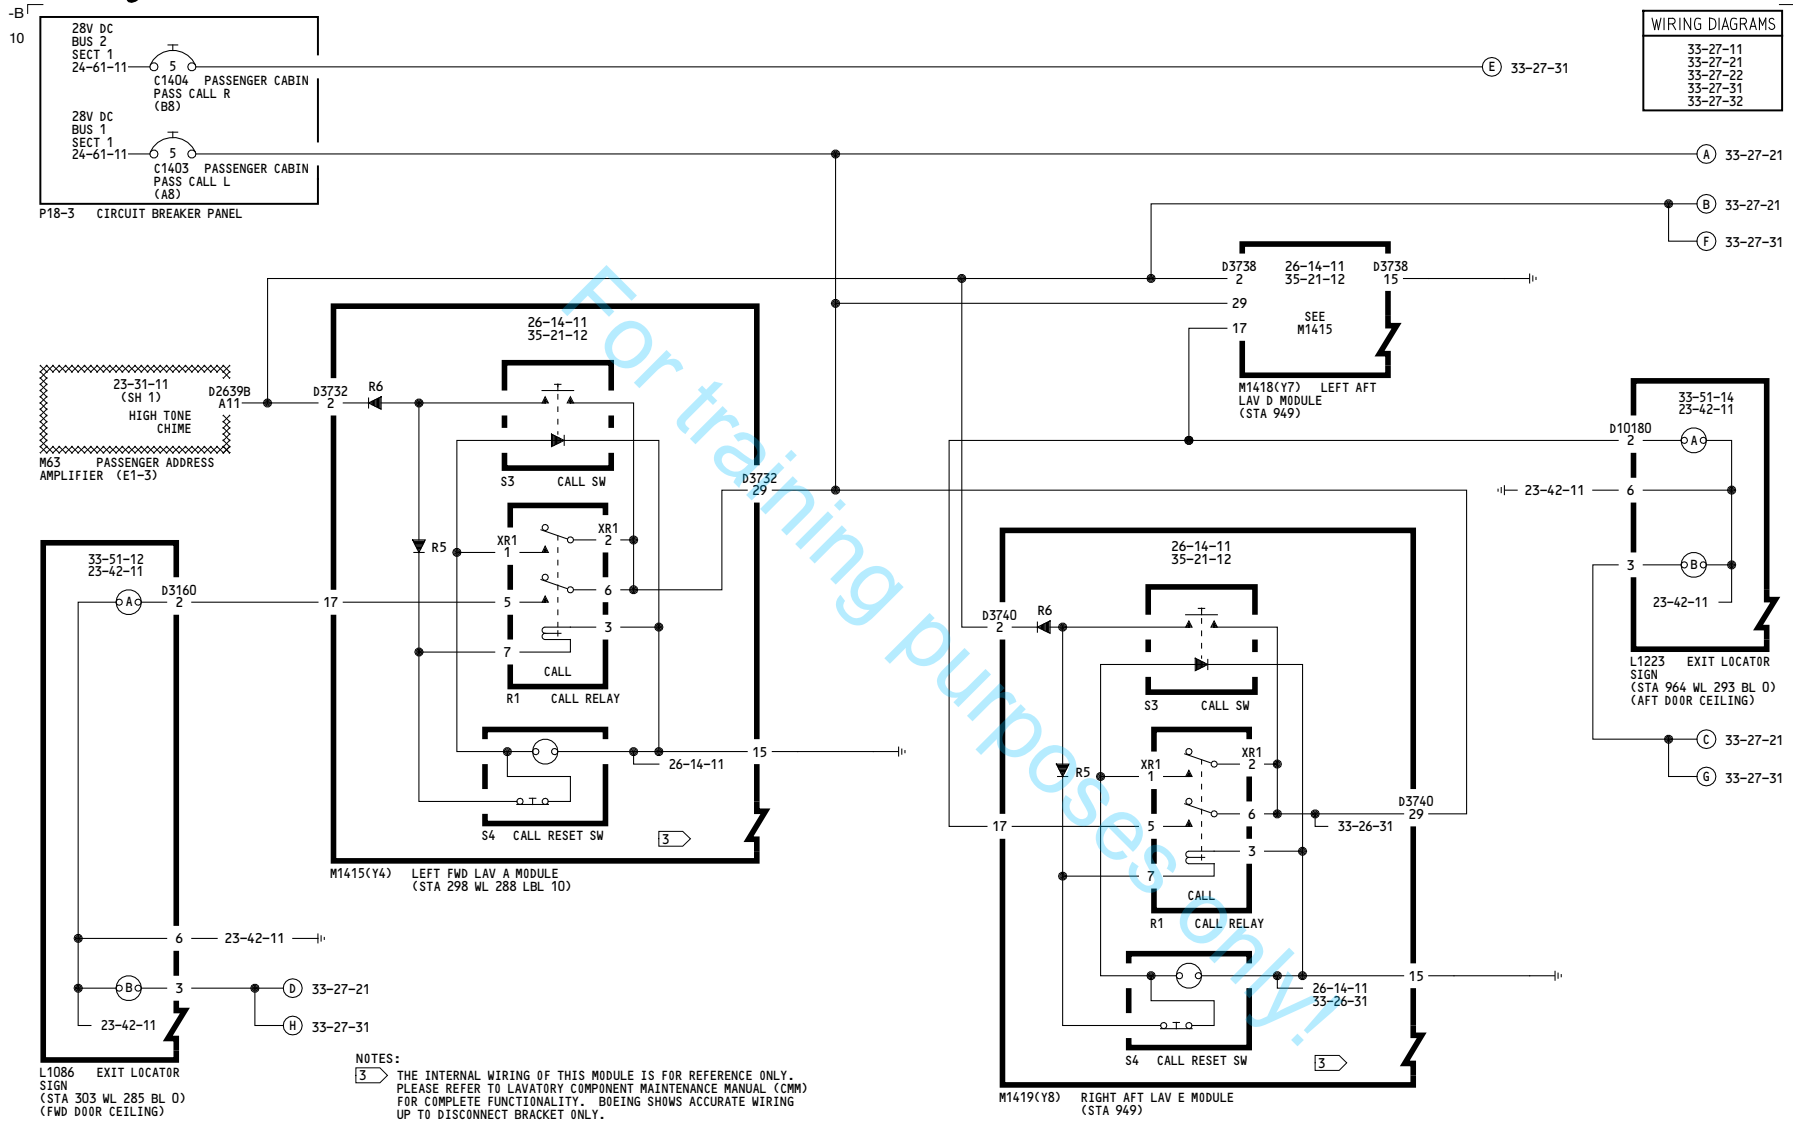 -B
10
28V DC
BUS 2
SECT 1
24-61-11
5
C1404 PASSENGER CABIN
PASS CALL R
(B8)
28V DC
BUS 1
SECT 1
24-61-11
5
C1403 PASSENGER CABIN
PASS CALL L
(A8)
P18-3 CIRCUIT BREAKER PANEL
E 33-27-31
WIRING DIAGRAMS
33-27-11
33-27-21
33-27-22
33-27-31
33-27-32
A 33-27-21
B 33-27-21
F 33-27-31
D3738
2
26-14-11
35-21-12
D3738
15
29
17
SEE
M1415
M1418(Y7) LEFT AFT
LAV D MODULE
(STA 949)
23-31-11
(SH 1)
HIGH TONE
CHIME
D2639B
A11
M63 PASSENGER ADDRESS
AMPLIFIER (E1-3)
D3732
2
R6
26-14-11
35-21-12
S3 CALL SW
D3732
29
R5
XR1
1
XR1
2
5
6
3
7
CALL
R1 CALL RELAY
17
15
26-14-11
S4 CALL RESET SW
3
M1415(Y4) LEFT FWD LAV A MODULE
(STA 298 WL 288 LBL 10)
33-51-12
23-42-11
A
D3160
2
6 23-42-11
B
3
23-42-11
D 33-27-21
H 33-27-31
L1086 EXIT LOCATOR
SIGN
(STA 303 WL 285 BL 0)
(FWD DOOR CEILING)
NOTES:
3 THE INTERNAL WIRING OF THIS MODULE IS FOR REFERENCE ONLY.
PLEASE REFER TO LAVATORY COMPONENT MAINTENANCE MANUAL (CMM)
FOR COMPLETE FUNCTIONALITY. BOEING SHOWS ACCURATE WIRING
UP TO DISCONNECT BRACKET ONLY.
26-14-11
35-21-12
D3740
2
R6
S3 CALL SW
R5
XR1
1
XR1
2
5
6
3
7
CALL
R1 CALL RELAY
17
D3740
29
33-26-31
15
26-14-11
33-26-31
S4 CALL RESET SW
3
M1419(Y8) RIGHT AFT LAV E MODULE
(STA 949)
33-51-14
23-42-11
D10180
2
A
23-42-11 6
3
B
23-42-11
L1223 EXIT LOCATOR
SIGN
(STA 964 WL 293 BL 0)
(AFT DOOR CEILING)
C 33-27-21
G 33-27-31
For training purposes only!